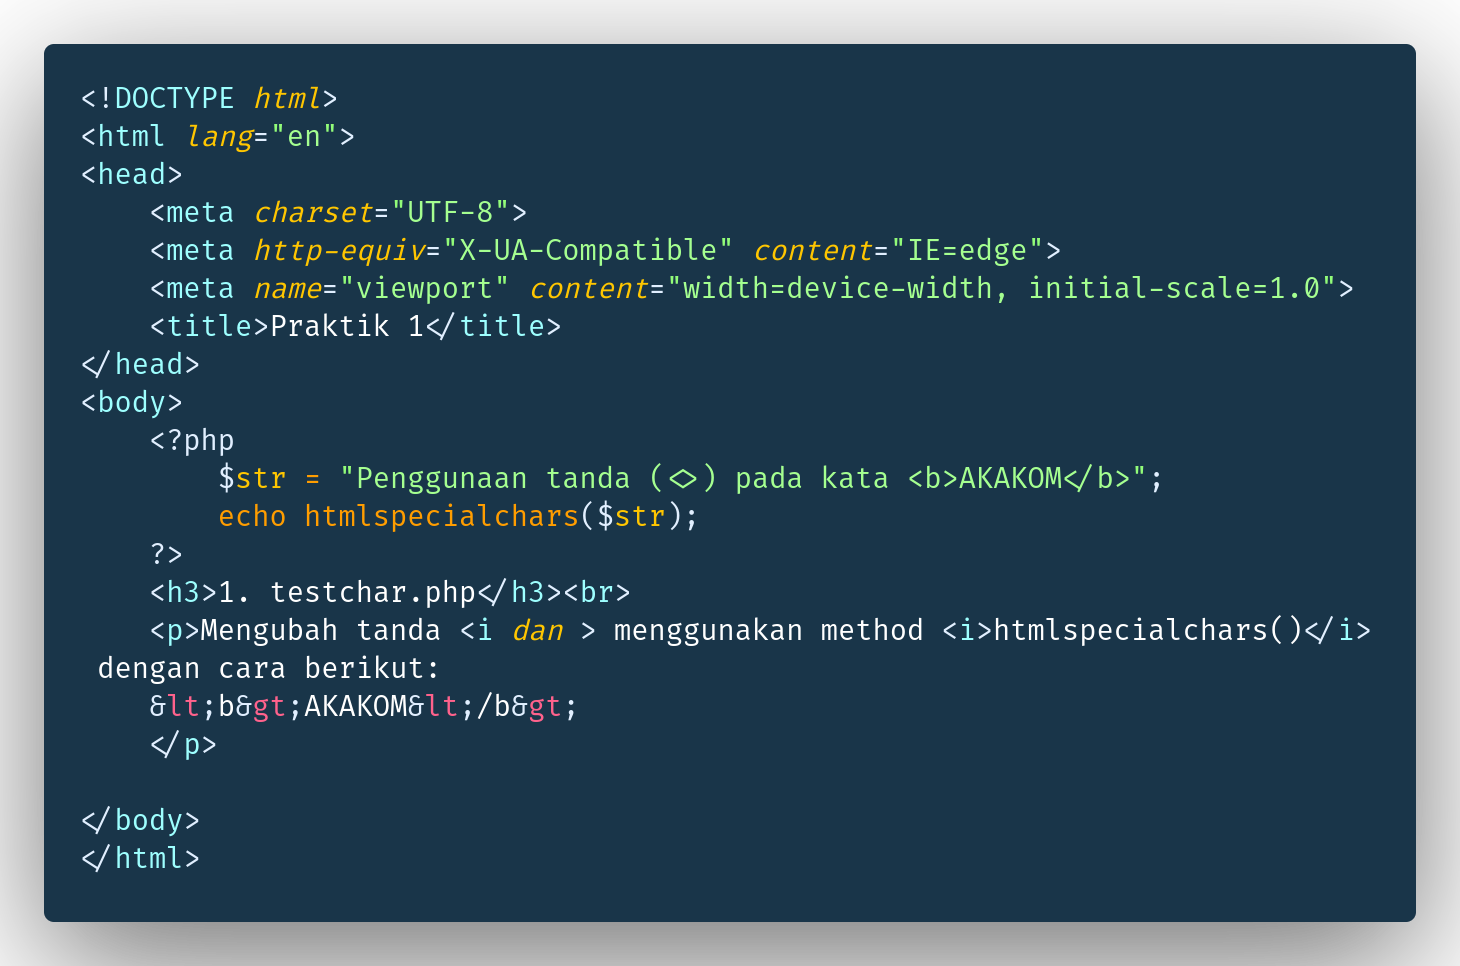 <!DOCTYPE html>
<html lang="en">
<head>
    <meta charset="UTF-8">
    <meta http-equiv="X-UA-Compatible" content="IE=edge">
    <meta name="viewport" content="width=device-width, initial-scale=1.0">
    <title>Praktik 1</title>
</head>
<body>
    <?php
        $str = "Penggunaan tanda (<>) pada kata <b>AKAKOM</b>";
        echo htmlspecialchars($str);
    ?>
    <h3>1. testchar.php</h3><br>
    <p>Mengubah tanda <i dan > menggunakan method <i>htmlspecialchars()</i>
 dengan cara berikut:
    &lt;b&gt;AKAKOM&lt;/b&gt;
    </p>

</body>
</html>